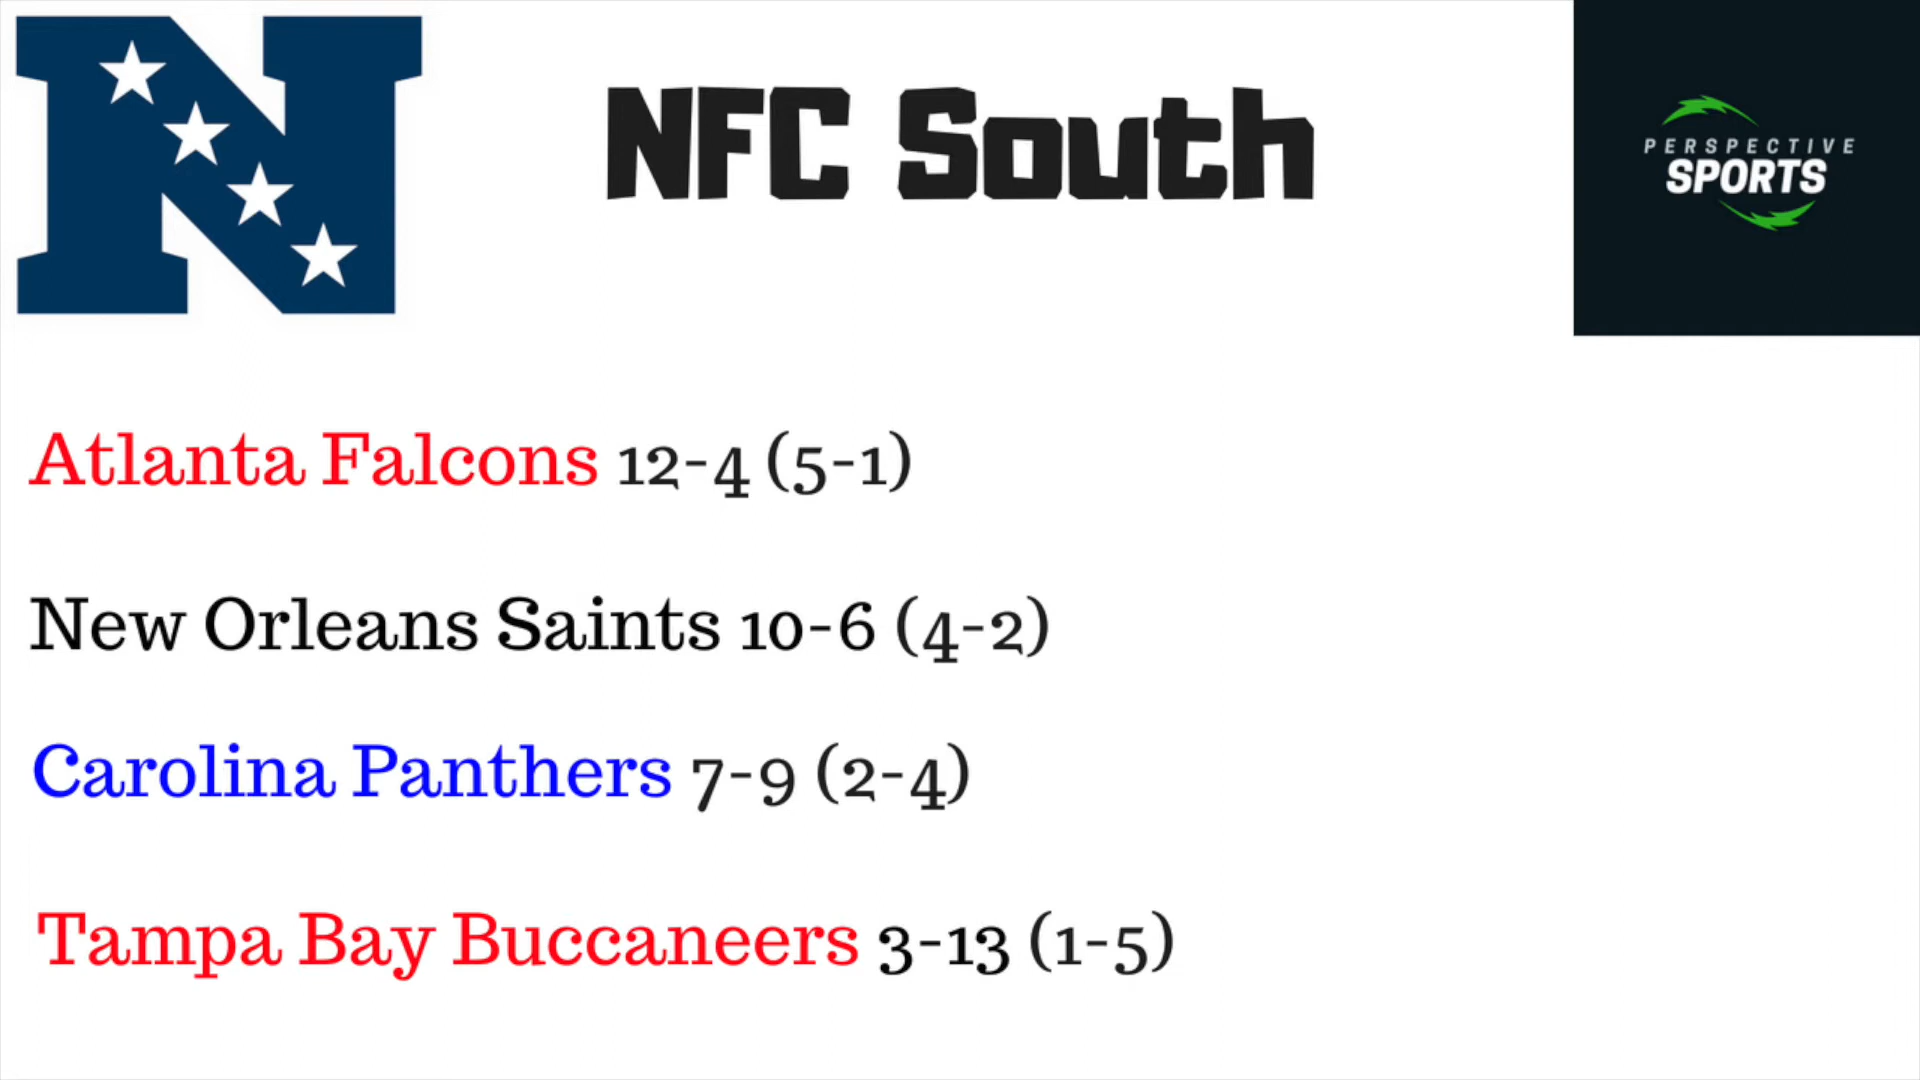 NFC South
PERSPECTIVE
SPORTS
Atlanta Falcons 12-4 (5-1)
New Orleans Saints 10-6 (4-2)
Carolina Panthers 7-9 (2-4)
Tampa Bay Buccaneers 3-13 (1-5)